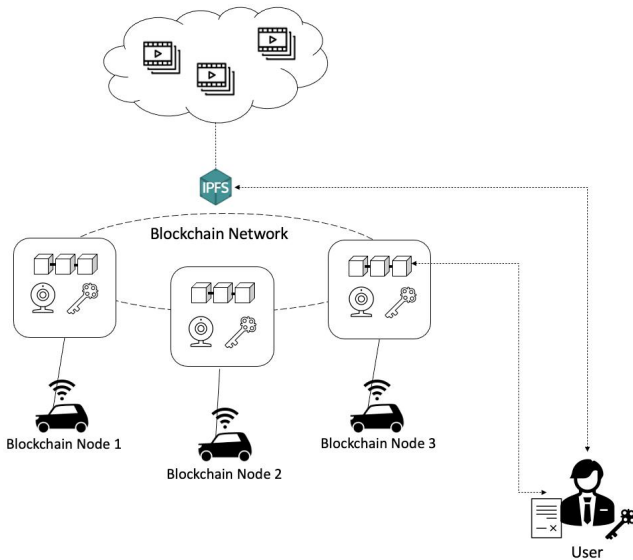 IPFS
Blockchain Network
Blockchain Node 1
Blockchain Node 2
Blockchain Node 3
User